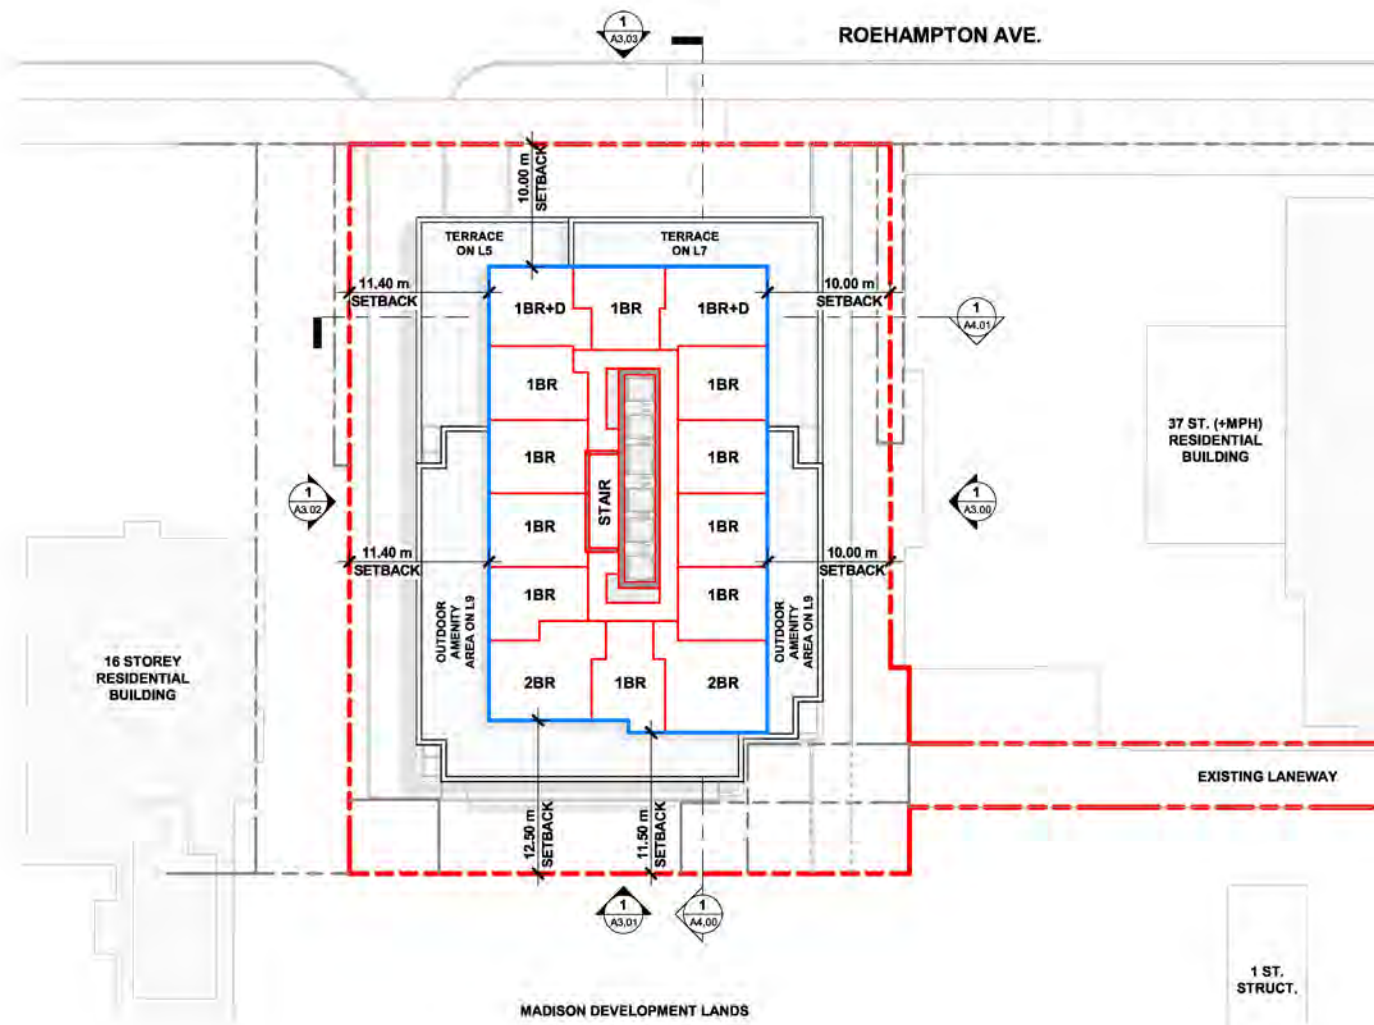 1
A3.03
ROEHAMPTON AVE.
10.00 m
SETBACK
TERRACE
ON L5
TERRACE
ON L7
11.40 m
SETBACK
10.00 m
SETBACK
1BR+D
1BR
1BR+D
1
A4.01
1BR
1BR
1BR
1BR
37 ST. (+MPH)
RESIDENTIAL
BUILDING
1
A3.02
STAIR
1
A3.00
1BR
1BR
11.40 m
SETBACK
10.00 m
SETBACK
1BR
1BR
OUTDOOR
AMENITY
AREA ON L9
OUTDOOR
AMENITY
AREA ON L9
16 STOREY
RESIDENTIAL
BUILDING
2BR
1BR
2BR
EXISTING LANEWAY
12.50 m
SETBACK
11.50 m
SETBACK
1
A3.01
1
A4.00
1 ST.
STRUCT.
MADISON DEVELOPMENT LANDS